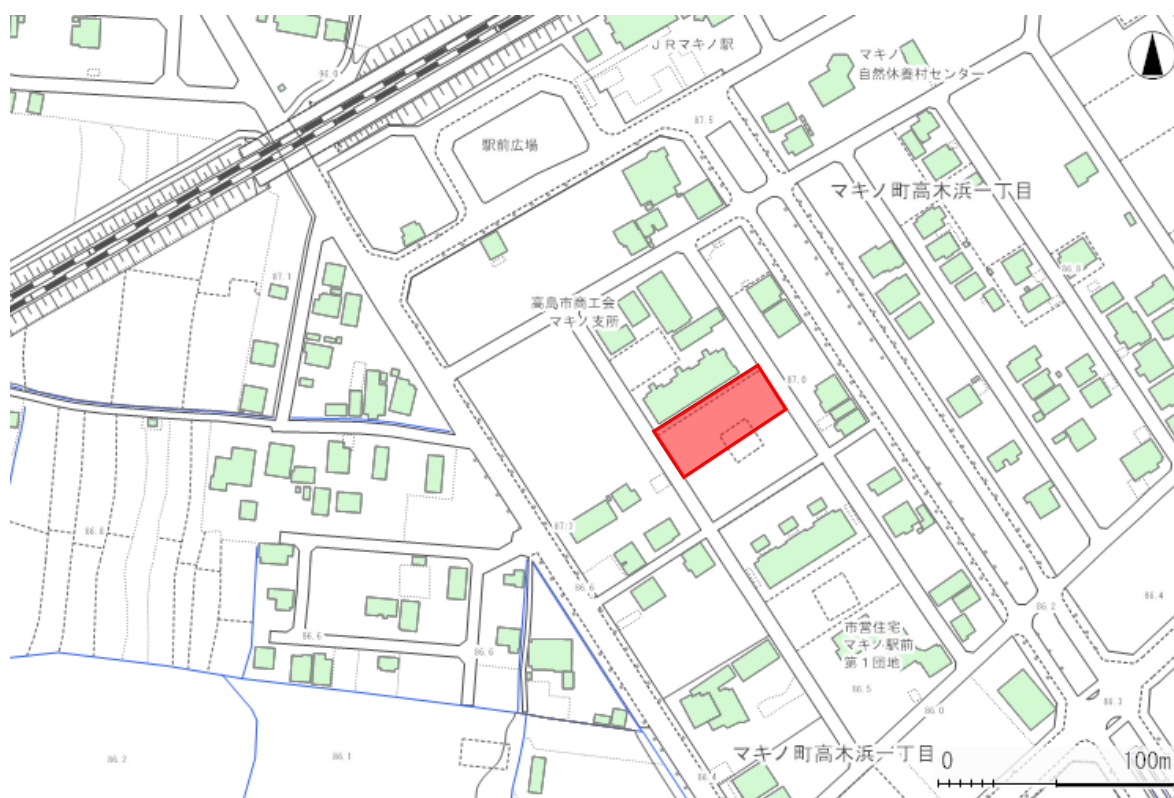 JRマキノ駅
マキノ
自然休養村センター
96.0
87.5
駅前広場
マキノ町高木浜一丁目
87.1
86.8
高島市商工会
マキノ支所
87.0
86.8
86.6
86.4
86.2
市営住宅
マキノ駅前
第1団地
86.6
86.6
86.5
86.0
86.3
マキノ町高木浜一丁目
86.2
86.1
86.4
0
100m